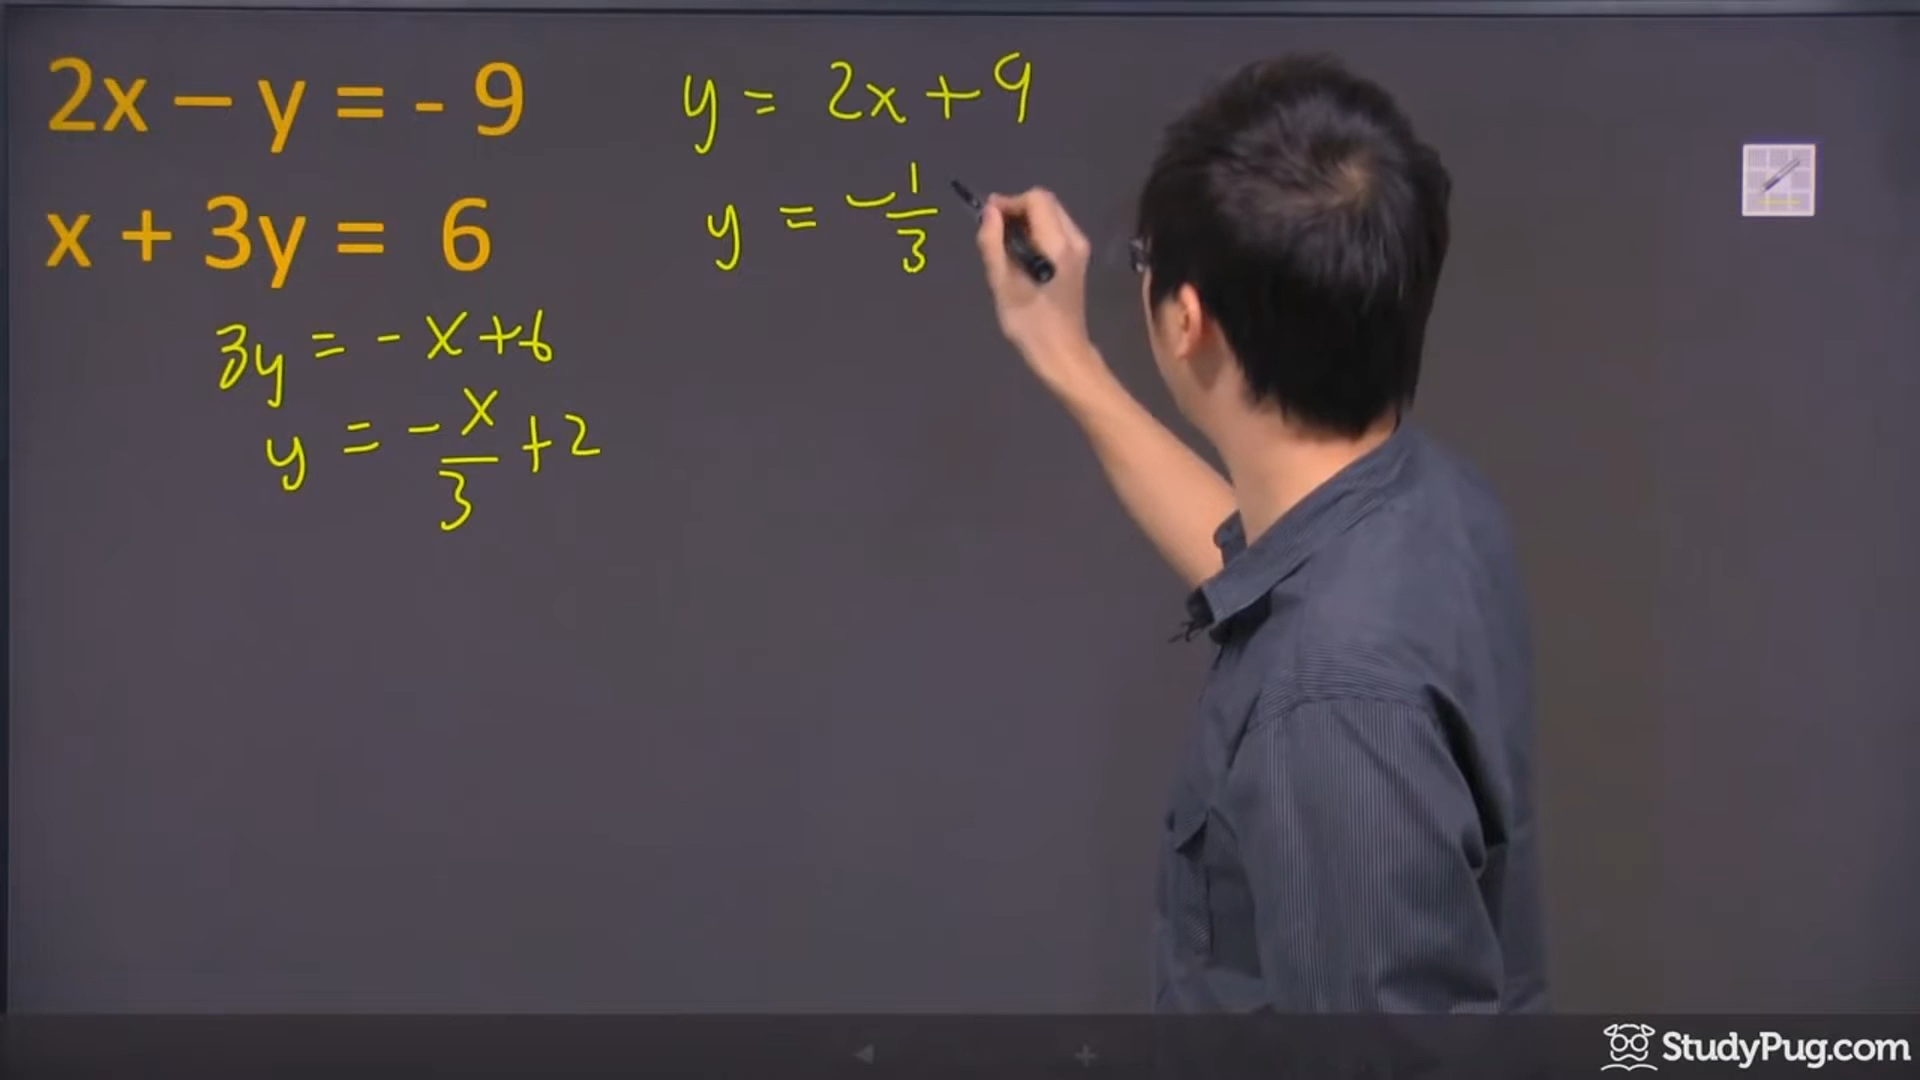 2x – y = - 9
x + 3y = 6
3y = - x + 6
y = - x/3 + 2
y = 2x + 9
y = - 1/3
StudyPug.com